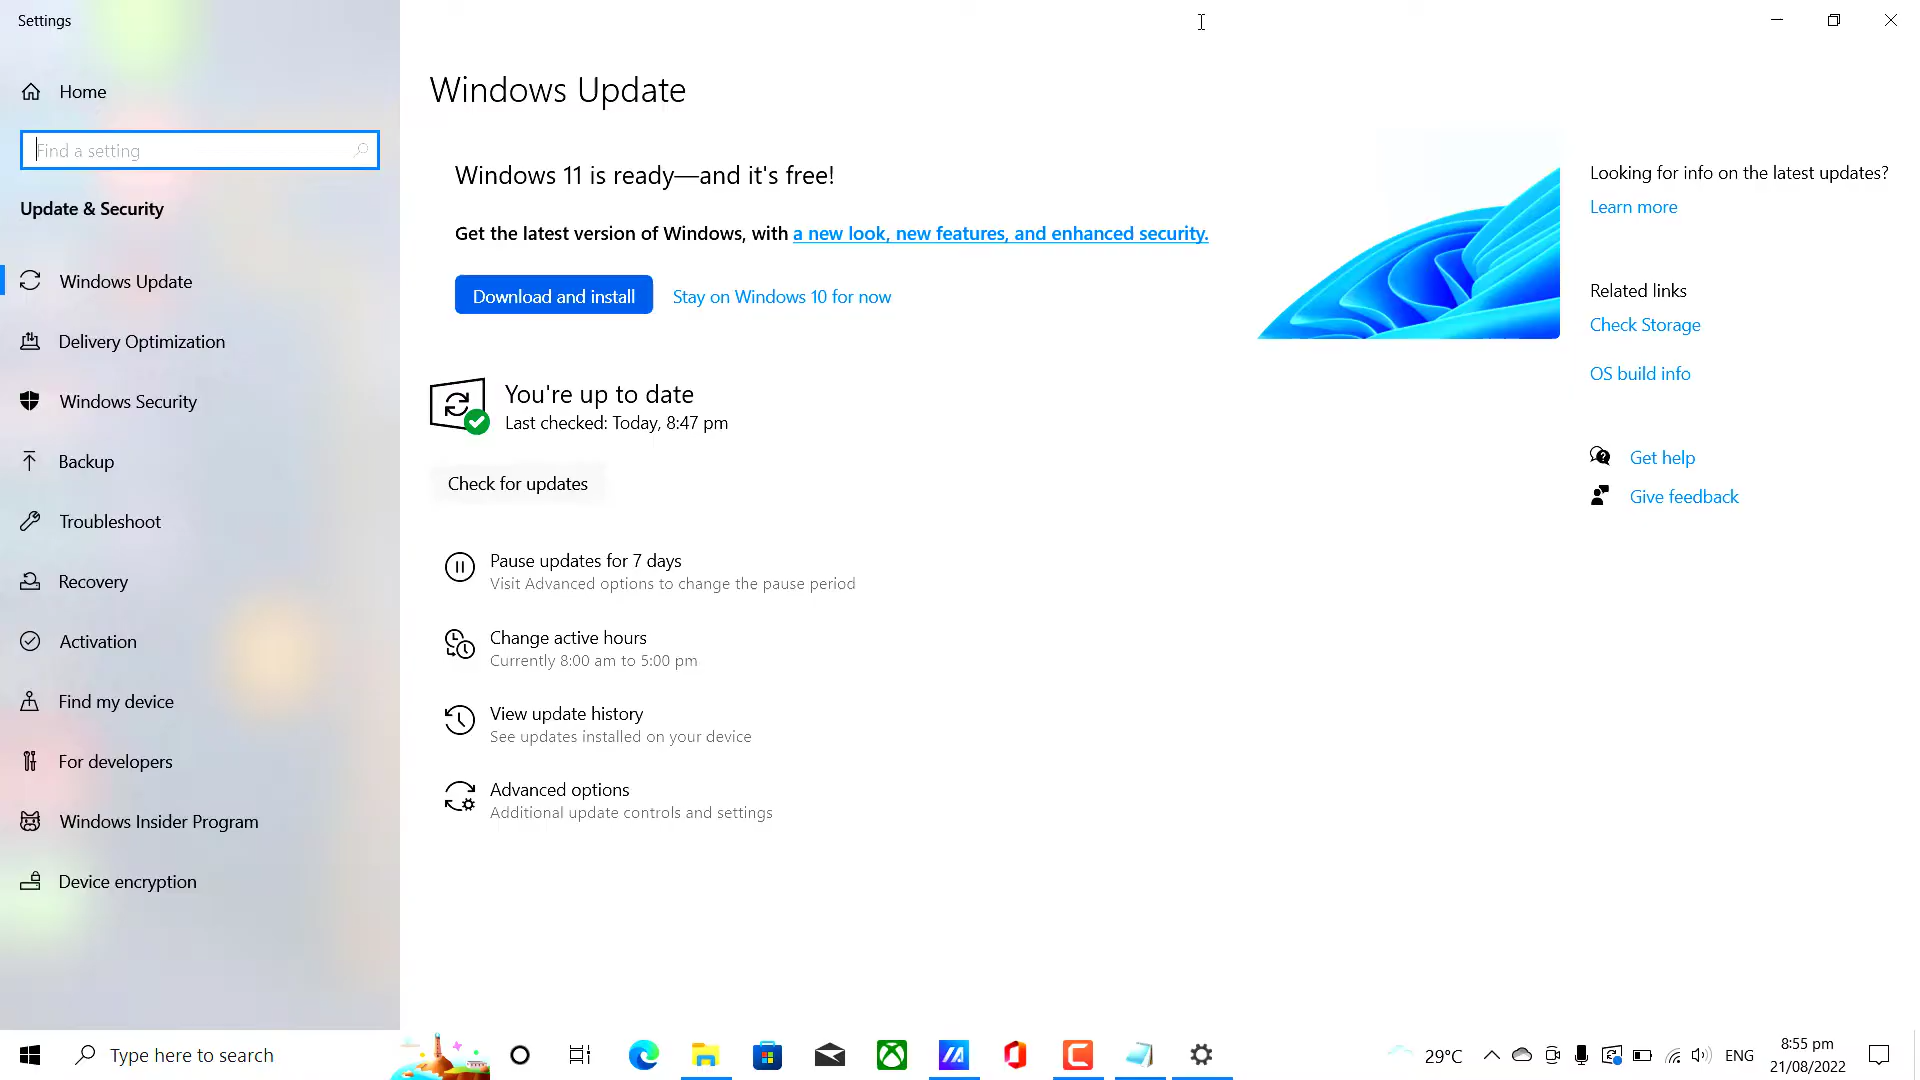 Settings
Home
Find a setting
Update & Security
Windows Update
Delivery Optimization
Windows Security
Backup
Troubleshoot
Recovery
Activation
Find my device
For developers
Windows Insider Program
Device encryption
Windows Update
Windows 11 is ready—and it's free!
Get the latest version of Windows, with a new look, new features, and enhanced security.
Download and install Stay on Windows 10 for now
You're up to date
Last checked: Today, 8:47 pm
Check for updates
Pause updates for 7 days
Visit Advanced options to change the pause period
Change active hours
Currently 8:00 am to 5:00 pm
View update history
See updates installed on your device
Advanced options
Additional update controls and settings
Looking for info on the latest updates?
Learn more
Related links
Check Storage
OS build info
Get help
Give feedback
Type here to search
29°C
ENG
8:55 pm
21/08/2022